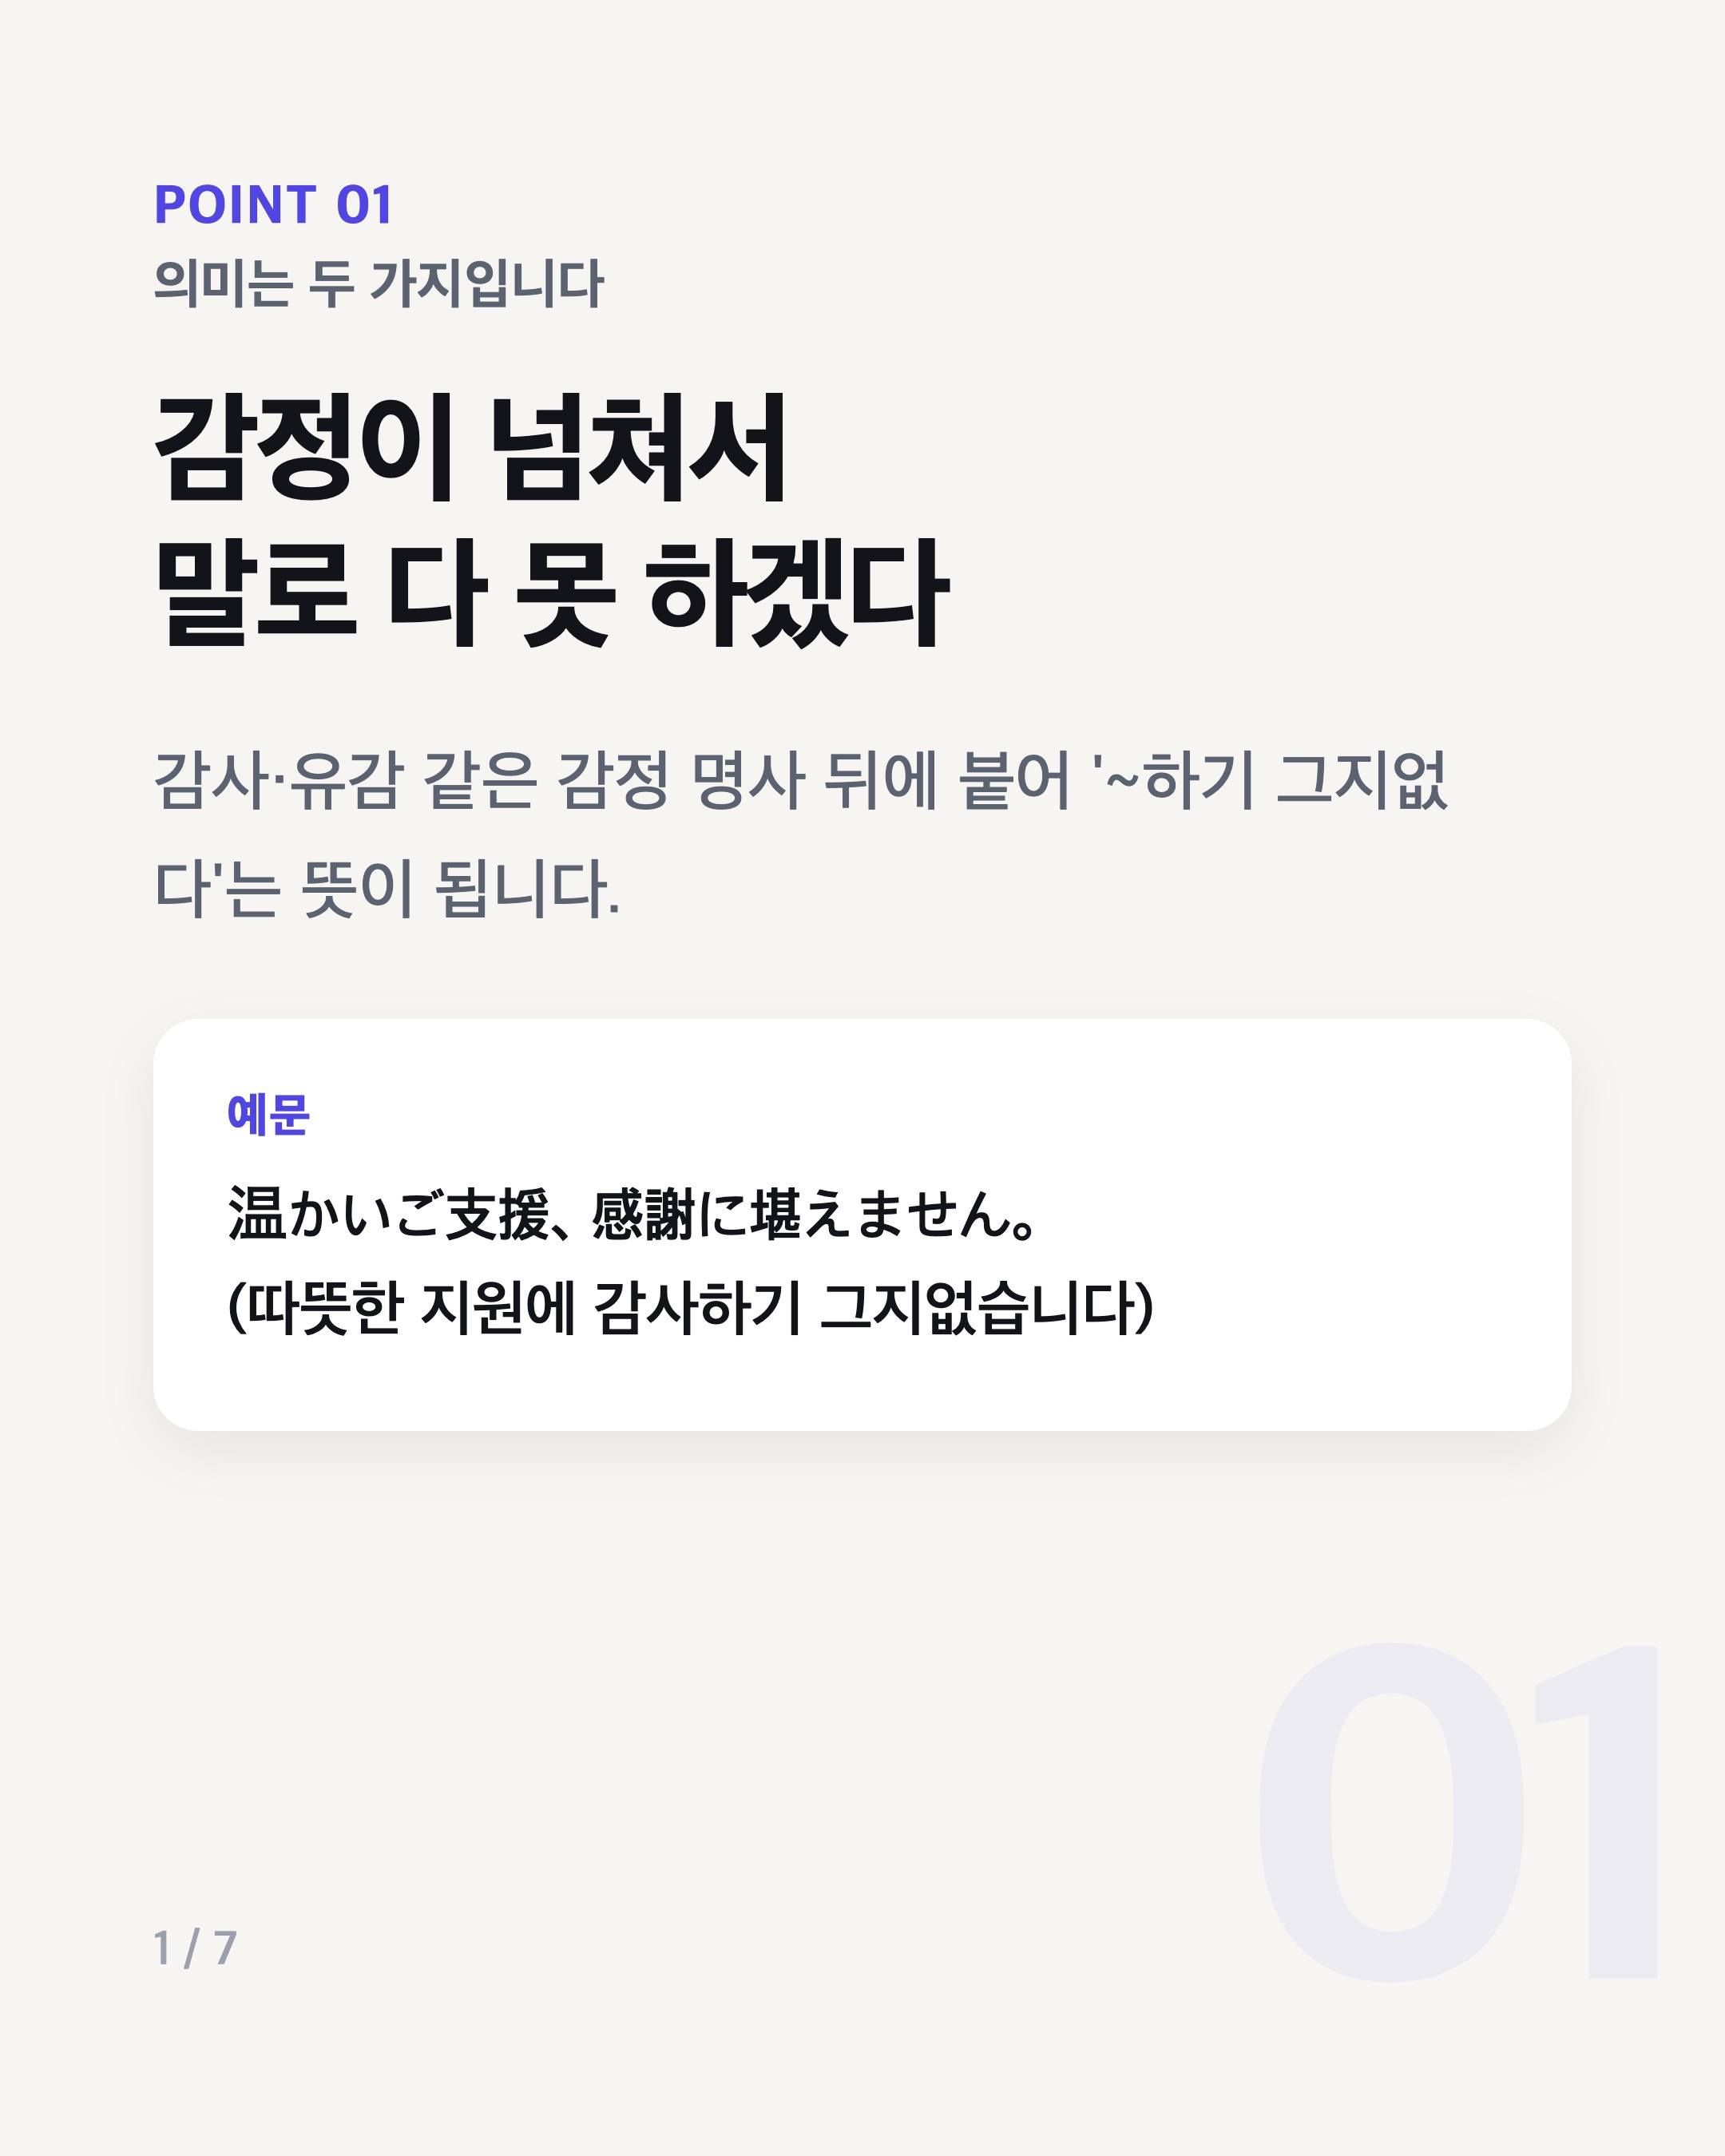 POINT 01
의미는 두 가지입니다
감정이 넘쳐서
말로 다 못 하겠다
감사·유감 같은 감정 명사 뒤에 붙어 '~하기 그지없
다'는 뜻이 됩니다.
예문
温かいご支援、感謝に堪えません。
(따뜻한 지원에 감사하기 그지없습니다)
01
1 / 7